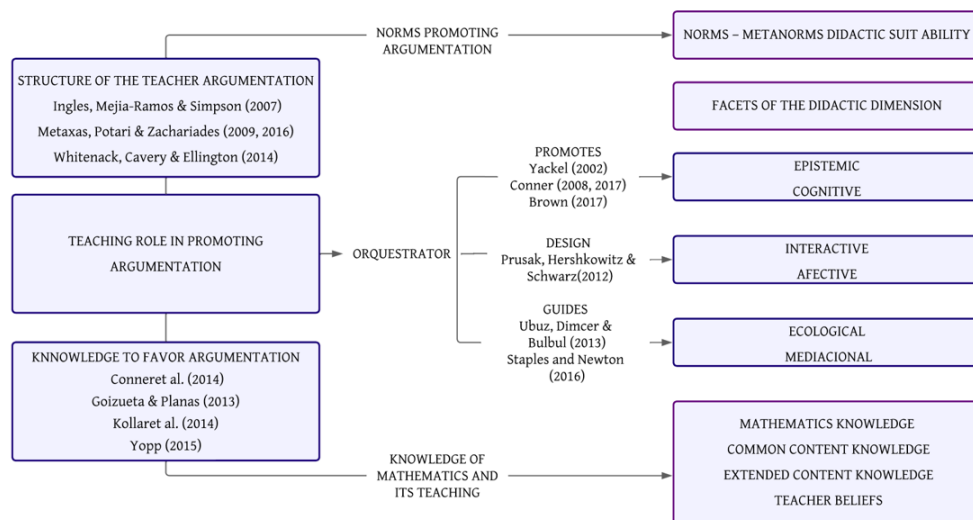 NORMS PROMOTING
ARGUMENTATION
NORMS – METANORMS DIDACTIC SUIT ABILITY
STRUCTURE OF THE TEACHER ARGUMENTATION
Ingles, Mejia-Ramos & Simpson (2007)
Metaxas, Potari & Zachariades (2009, 2016)
Whitenack, Cavery & Ellington (2014)
FACETS OF THE DIDACTIC DIMENSION
TEACHING ROLE IN PROMOTING
ARGUMENTATION
ORQUESTRATOR
PROMOTES
Yackel (2002)
Conner (2008, 2017)
Brown (2017)
EPISTEMIC
COGNITIVE
DESIGN
Prusak, Hershkowitz &
Schwarz(2012)
INTERACTIVE
AFECTIVE
GUIDES
Ubuz, Dimcer &
Bulbul (2013)
Staples and Newton
(2016)
ECOLOGICAL
MEDIACIONAL
KNNOWLEDGE TO FAVOR ARGUMENTATION
Conneret al. (2014)
Goizueta & Planas (2013)
Kollaret al. (2014)
Yopp (2015)
KNOWLEDGE OF
MATHEMATICS AND
ITS TEACHING
MATHEMATICS KNOWLEDGE
COMMON CONTENT KNOWLEDGE
EXTENDED CONTENT KNOWLEDGE
TEACHER BELIEFS